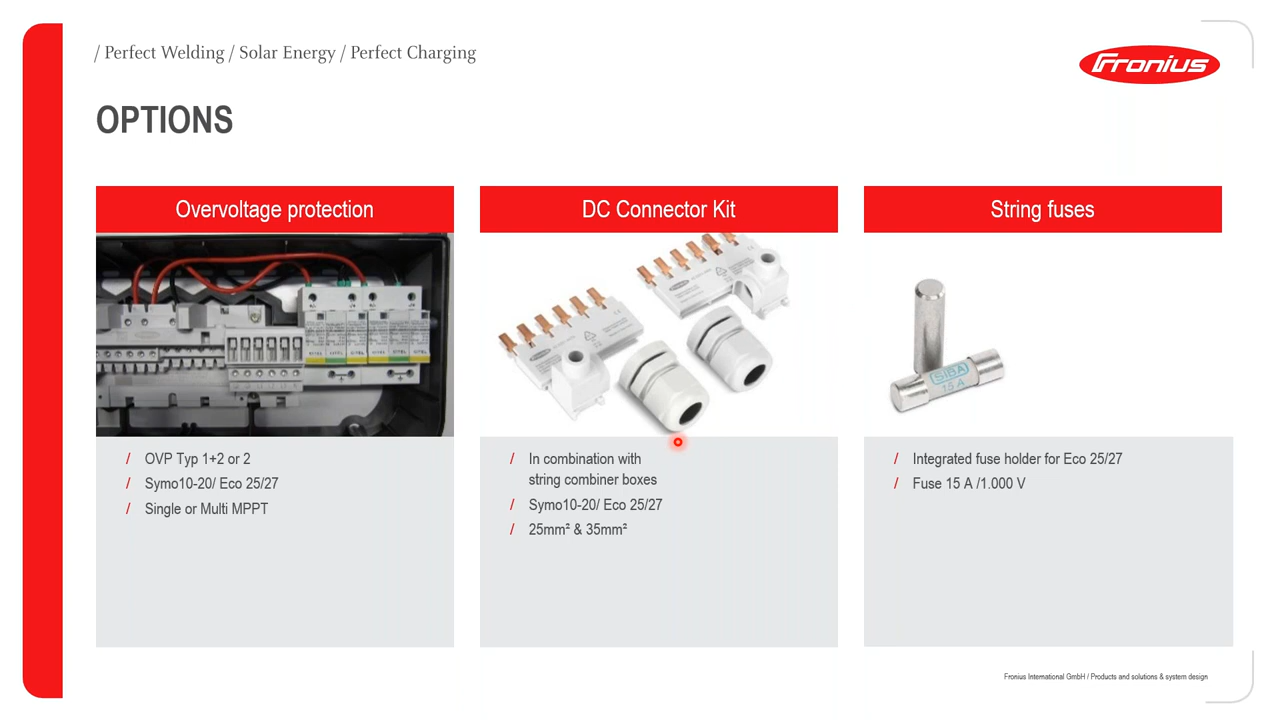 / Perfect Welding / Solar Energy / Perfect Charging
Fronius
OPTIONS
Overvoltage protection
DC Connector Kit
String fuses
SIBA
15 A
/ OVP Typ 1+2 or 2
/ Symo10-20/ Eco 25/27
/ Single or Multi MPPT
/ In combination with
string combiner boxes
/ Symo10-20/ Eco 25/27
/ 25mm² & 35mm²
/ Integrated fuse holder for Eco 25/27
/ Fuse 15 A /1.000 V
Fronius International GmbH / Products and solutions & system design